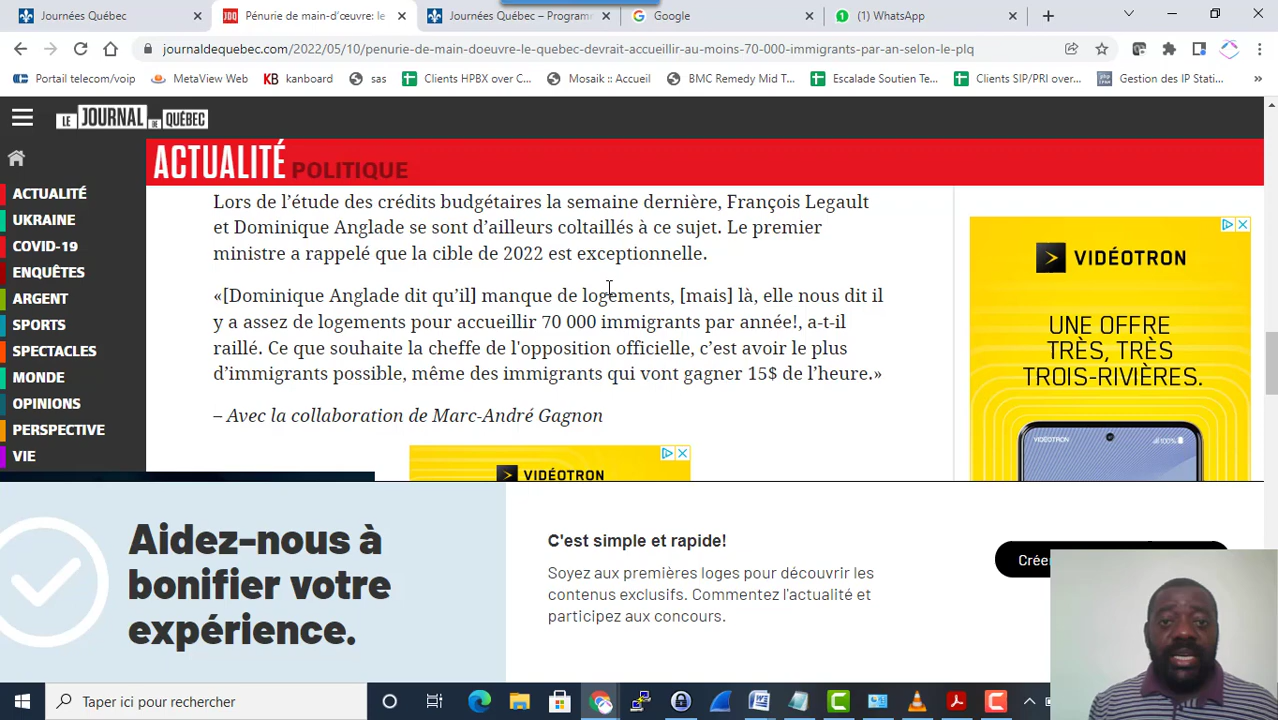 Journées Québec
JDQ Pénurie de main-d'œuvre: le
Journées Québec – Programm
Google
(1) WhatsApp
journaldequebec.com/2022/05/10/penurie-de-main-doeuvre-le-quebec-devrait-accueillir-au-moins-70-000-immigrants-par-an-selon-le-plq
Portail telecom/voip
MetaView Web
KB kanboard
sas
Clients HPBX over C...
Mosaik :: Accueil
BMC Remedy Mid T...
Escalade Soutien Te...
Clients SIP/PRI over...
Gestion des IP Stati...
LE JOURNAL DE QUÉBEC
ACTUALITÉ POLITIQUE
ACTUALITÉ
UKRAINE
COVID-19
ENQUÊTES
ARGENT
SPORTS
SPECTACLES
MONDE
OPINIONS
PERSPECTIVE
VIE
Lors de l'étude des crédits budgétaires la semaine dernière, François Legault
et Dominique Anglade se sont d'ailleurs coltaillés à ce sujet. Le premier
ministre a rappelé que la cible de 2022 est exceptionnelle.
«[Dominique Anglade dit qu'il] manque de logements, [mais] là, elle nous dit il
y a assez de logements pour accueillir 70 000 immigrants par année!, a-t-il
raillé. Ce que souhaite la cheffe de l'opposition officielle, c'est avoir le plus
d'immigrants possible, même des immigrants qui vont gagner 15$ de l'heure.»
– Avec la collaboration de Marc-André Gagnon
VIDÉOTRON
VIDÉOTRON
UNE OFFRE
TRÈS, TRÈS
TROIS-RIVIÈRES.
VIDÉOTRON
100%
Aidez-nous à
bonifier votre
expérience.
C'est simple et rapide!
Soyez aux premières loges pour découvrir les
contenus exclusifs. Commentez l'actualité et
participez aux concours.
Créer
Taper ici pour rechercher